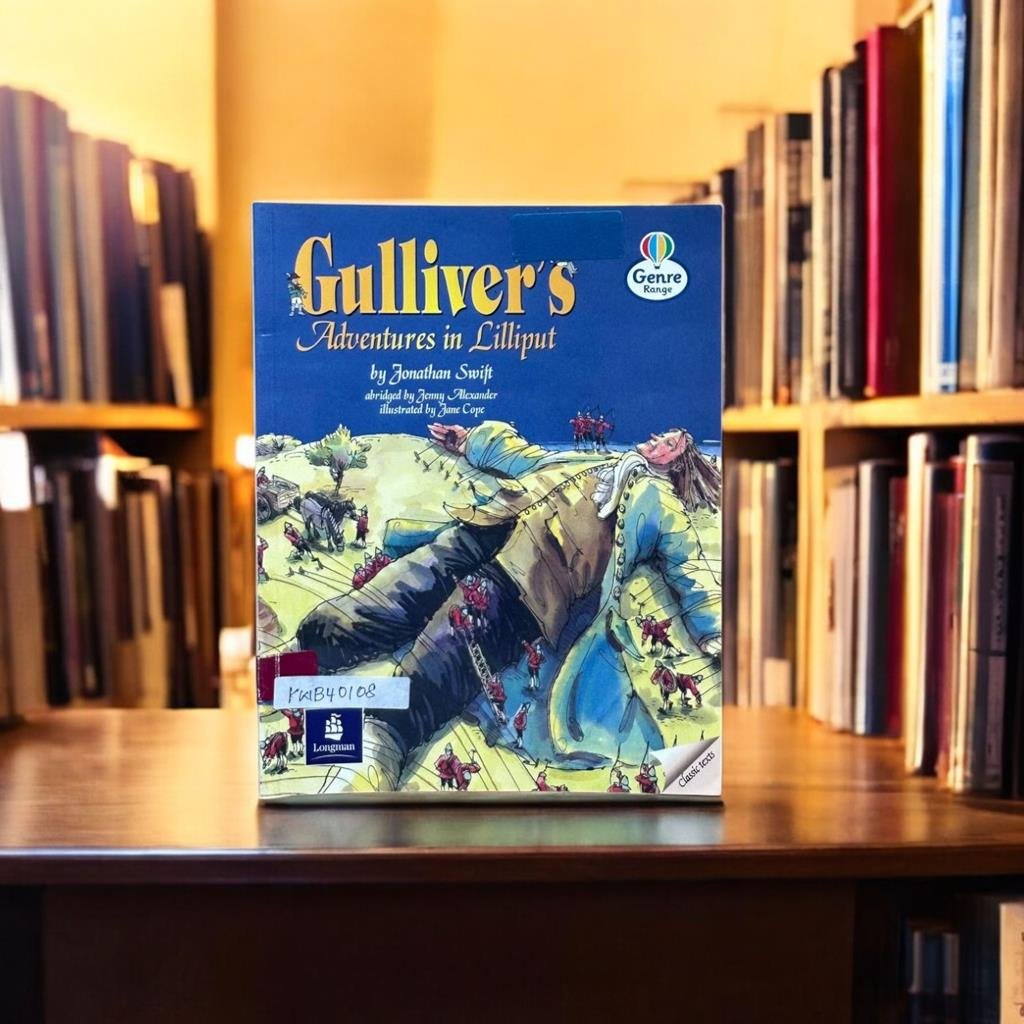 Gulliver's
Adventures in Lilliput
by Jonathan Swift
abridged by Jenny Alexander
illustrated by Jane Cope
Genre
Range
Longman
Classic texts